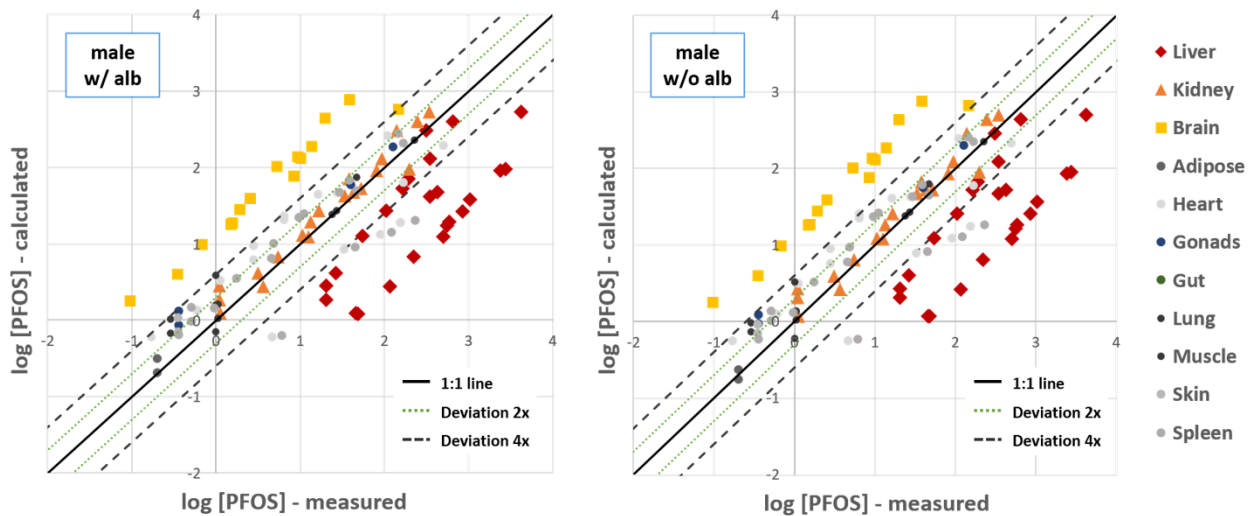 male
w/ alb
4
3
2
1
0
-1
-2
-2
-1
0
1
2
3
4
1:1 line
Deviation 2x
Deviation 4x
log [PFOS] - calculated
log [PFOS] - measured
male
w/o alb
4
3
2
1
0
-1
-2
-2
-1
0
1
2
3
4
1:1 line
Deviation 2x
Deviation 4x
log [PFOS] - calculated
log [PFOS] - measured
Liver
Kidney
Brain
Adipose
Heart
Gonads
Gut
Lung
Muscle
Skin
Spleen